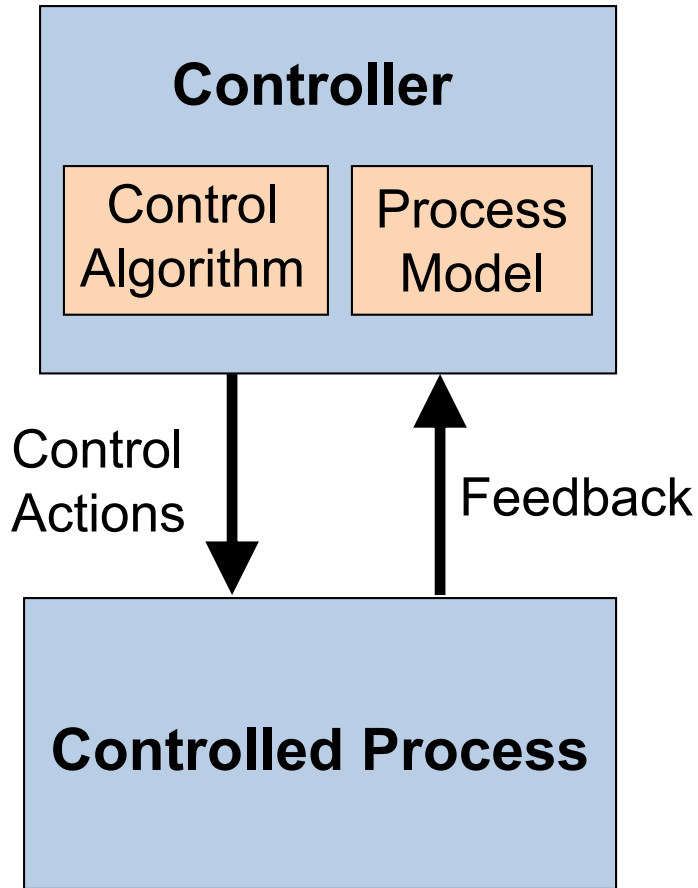 Controller
Control
Algorithm
Process
Model
Control
Actions
Feedback
Controlled Process